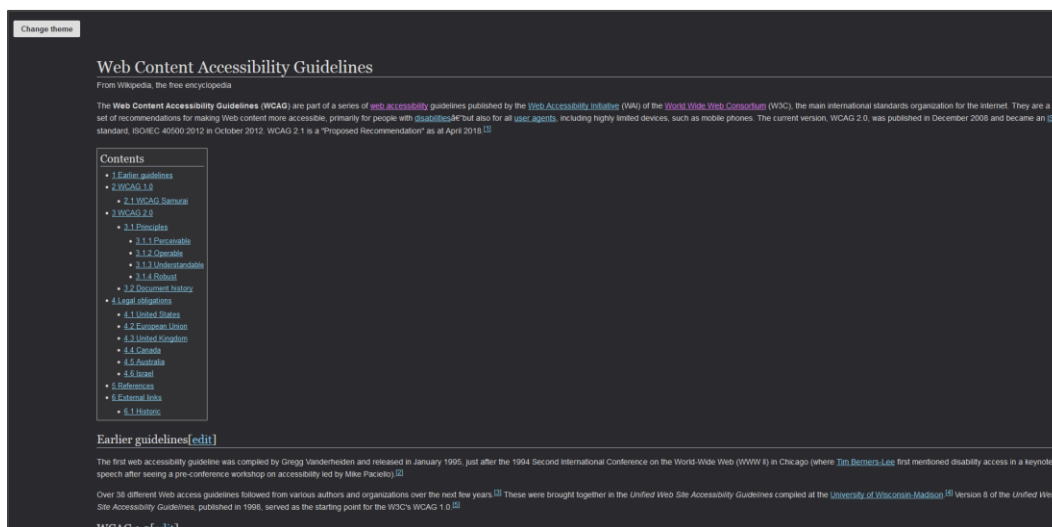 Change theme
Web Content Accessibility Guidelines
From Wikipedia, the free encyclopedia
The Web Content Accessibility Guidelines (WCAG) are part of a series of web accessibility guidelines published by the Web Accessibility Initiative (WAI) of the World Wide Web Consortium (W3C), the main international standards organization for the Internet. They are a
set of recommendations for making Web content more accessible, primarily for people with disabilitiesâ€”but also for all user agents, including highly limited devices, such as mobile phones. The current version, WCAG 2.0, was published in December 2008 and became an
standard, ISO/IEC 40500:2012 in October 2012. WCAG 2.1 is a "Proposed Recommendation" as at April 2018.[1]
Contents
1 Earlier guidelines
2 WCAG 1.0
2.1 WCAG Samurai
3 WCAG 2.0
3.1 Principles
3.1.1 Perceivable
3.1.2 Operable
3.1.3 Understandable
3.1.4 Robust
3.2 Document history
4 Legal obligations
4.1 United States
4.2 European Union
4.3 United Kingdom
4.4 Canada
4.5 Australia
4.6 Israel
5 References
6 External links
6.1 Historic
Earlier guidelines[edit]
The first web accessibility guideline was compiled by Gregg Vanderheiden and released in January 1995, just after the 1994 Second International Conference on the World-Wide Web (WWW II) in Chicago (where Tim Berners-Lee first mentioned disability access in a keynote
speech after seeing a pre-conference workshop on accessibility led by Mike Paciello).[2]
Over 38 different Web access guidelines followed from various authors and organizations over the next few years.[3] These were brought together in the Unified Web Site Accessibility Guidelines compiled at the University of Wisconsin-Madison.[4] Version 8 of the Unified We
Site Accessibility Guidelines, published in 1998, served as the starting point for the W3C's WCAG 1.0.[5]